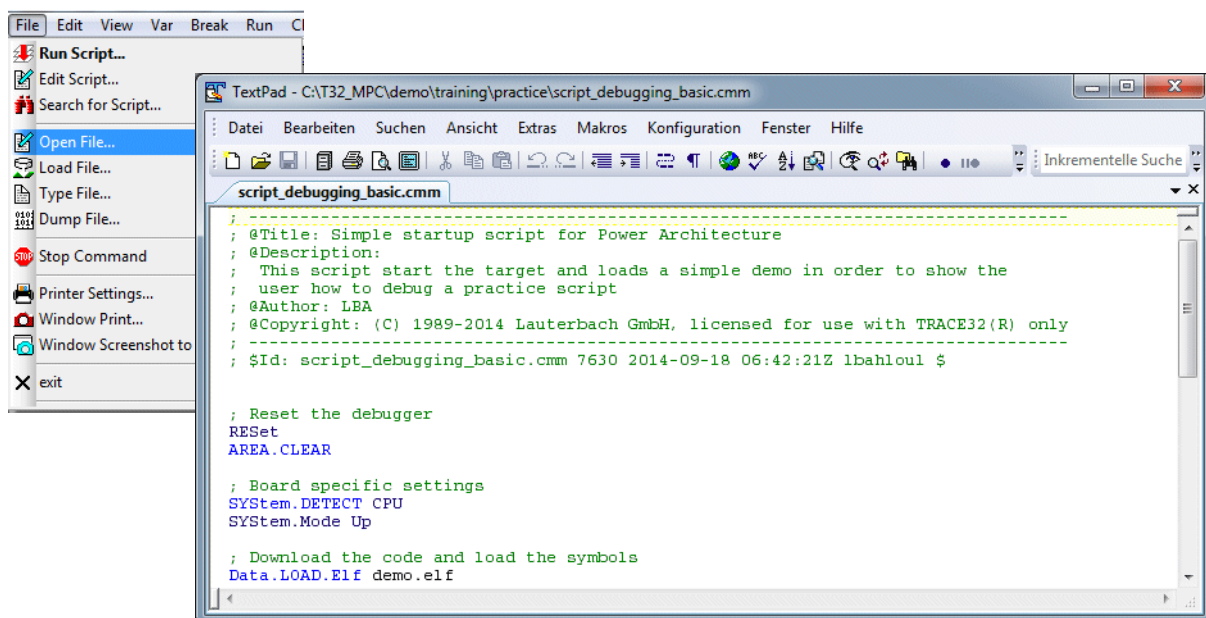 File Edit View Var Break Run Cl
Run Script...
Edit Script...
Search for Script...
Open File...
Load File...
Type File...
Dump File...
STOP Stop Command
Printer Settings...
Window Print...
Window Screenshot to
exit
TextPad - C:\T32_MPC\demo\training\practice\script_debugging_basic.cmm
Datei Bearbeiten Suchen Ansicht Extras Makros Konfiguration Fenster Hilfe
Inkrementelle Suche
script_debugging_basic.cmm
; --------------------------------------------------------------------------------
; @Title: Simple startup script for Power Architecture
; @Description:
;  This script start the target and loads a simple demo in order to show the
;  user how to debug a practice script
; @Author: LBA
; @Copyright: (C) 1989-2014 Lauterbach GmbH, licensed for use with TRACE32(R) only
; --------------------------------------------------------------------------------
; $Id: script_debugging_basic.cmm 7630 2014-09-18 06:42:21Z lbahloul $
; Reset the debugger
RESet
AREA.CLEAR
; Board specific settings
SYStem.DETECT CPU
SYStem.Mode Up
; Download the code and load the symbols
Data.LOAD.Elf demo.elf